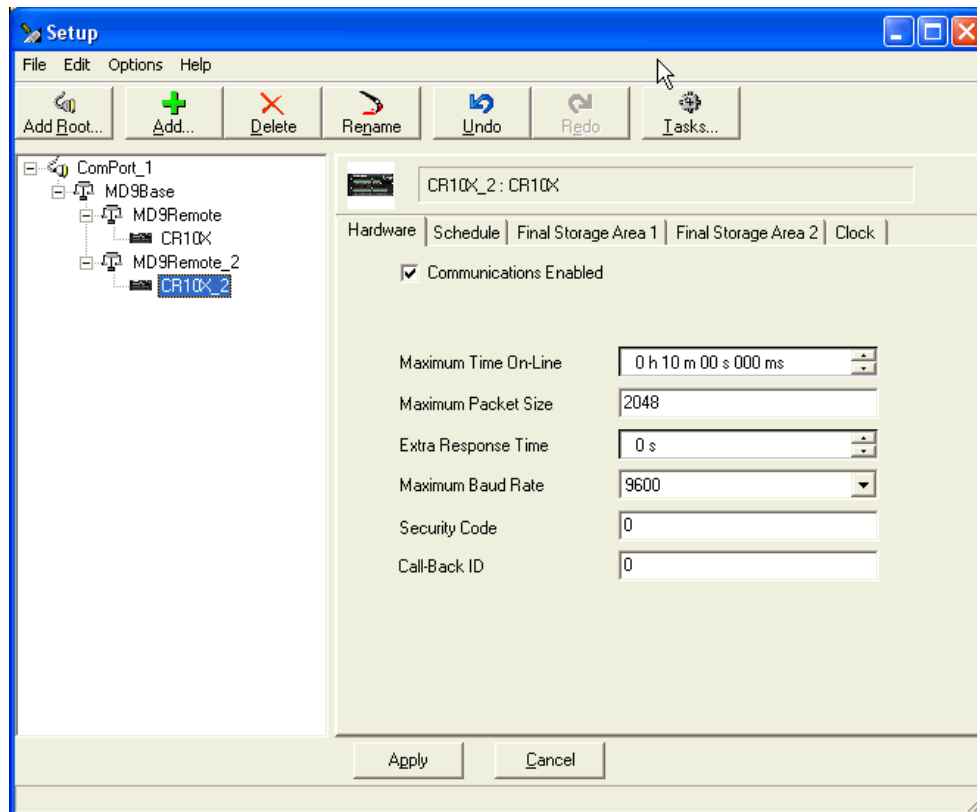 Setup
File Edit Options Help
Add Root... Add... Delete Rename Undo Redo Tasks...
ComPort_1
MD9Base
MD9Remote
CR10X
MD9Remote_2
CR10X_2
CR10X_2 : CR10X
Hardware Schedule Final Storage Area 1 Final Storage Area 2 Clock
Communications Enabled
Maximum Time On-Line 0 h 10 m 00 s 000 ms
Maximum Packet Size 2048
Extra Response Time 0 s
Maximum Baud Rate 9600
Security Code 0
Call-Back ID 0
Apply Cancel